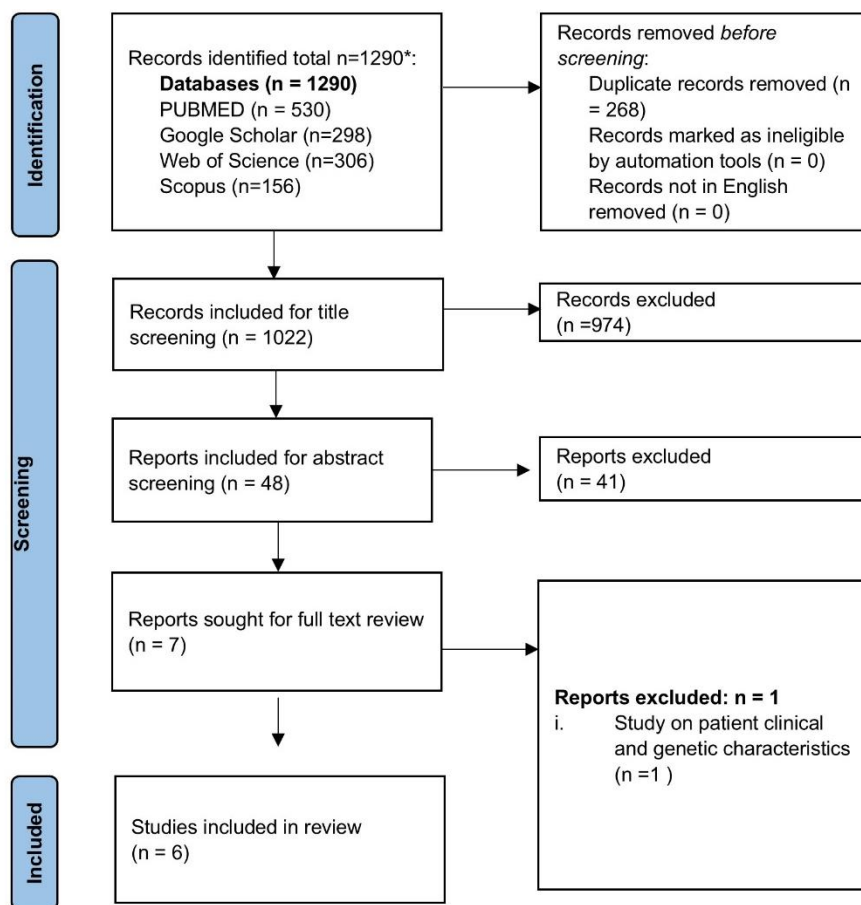 Identification
Records identified total n=1290*:
Databases (n = 1290)
PUBMED (n = 530)
Google Scholar (n=298)
Web of Science (n=306)
Scopus (n=156)
Records removed before
screening:
Duplicate records removed (n
= 268)
Records marked as ineligible
by automation tools (n = 0)
Records not in English
removed (n = 0)
Screening
Records included for title
screening (n = 1022)
Records excluded
(n =974)
Reports included for abstract
screening (n = 48)
Reports excluded
(n = 41)
Reports sought for full text review
(n = 7)
Reports excluded: n = 1
i. Study on patient clinical
and genetic characteristics
(n =1 )
Included
Studies included in review
(n = 6)